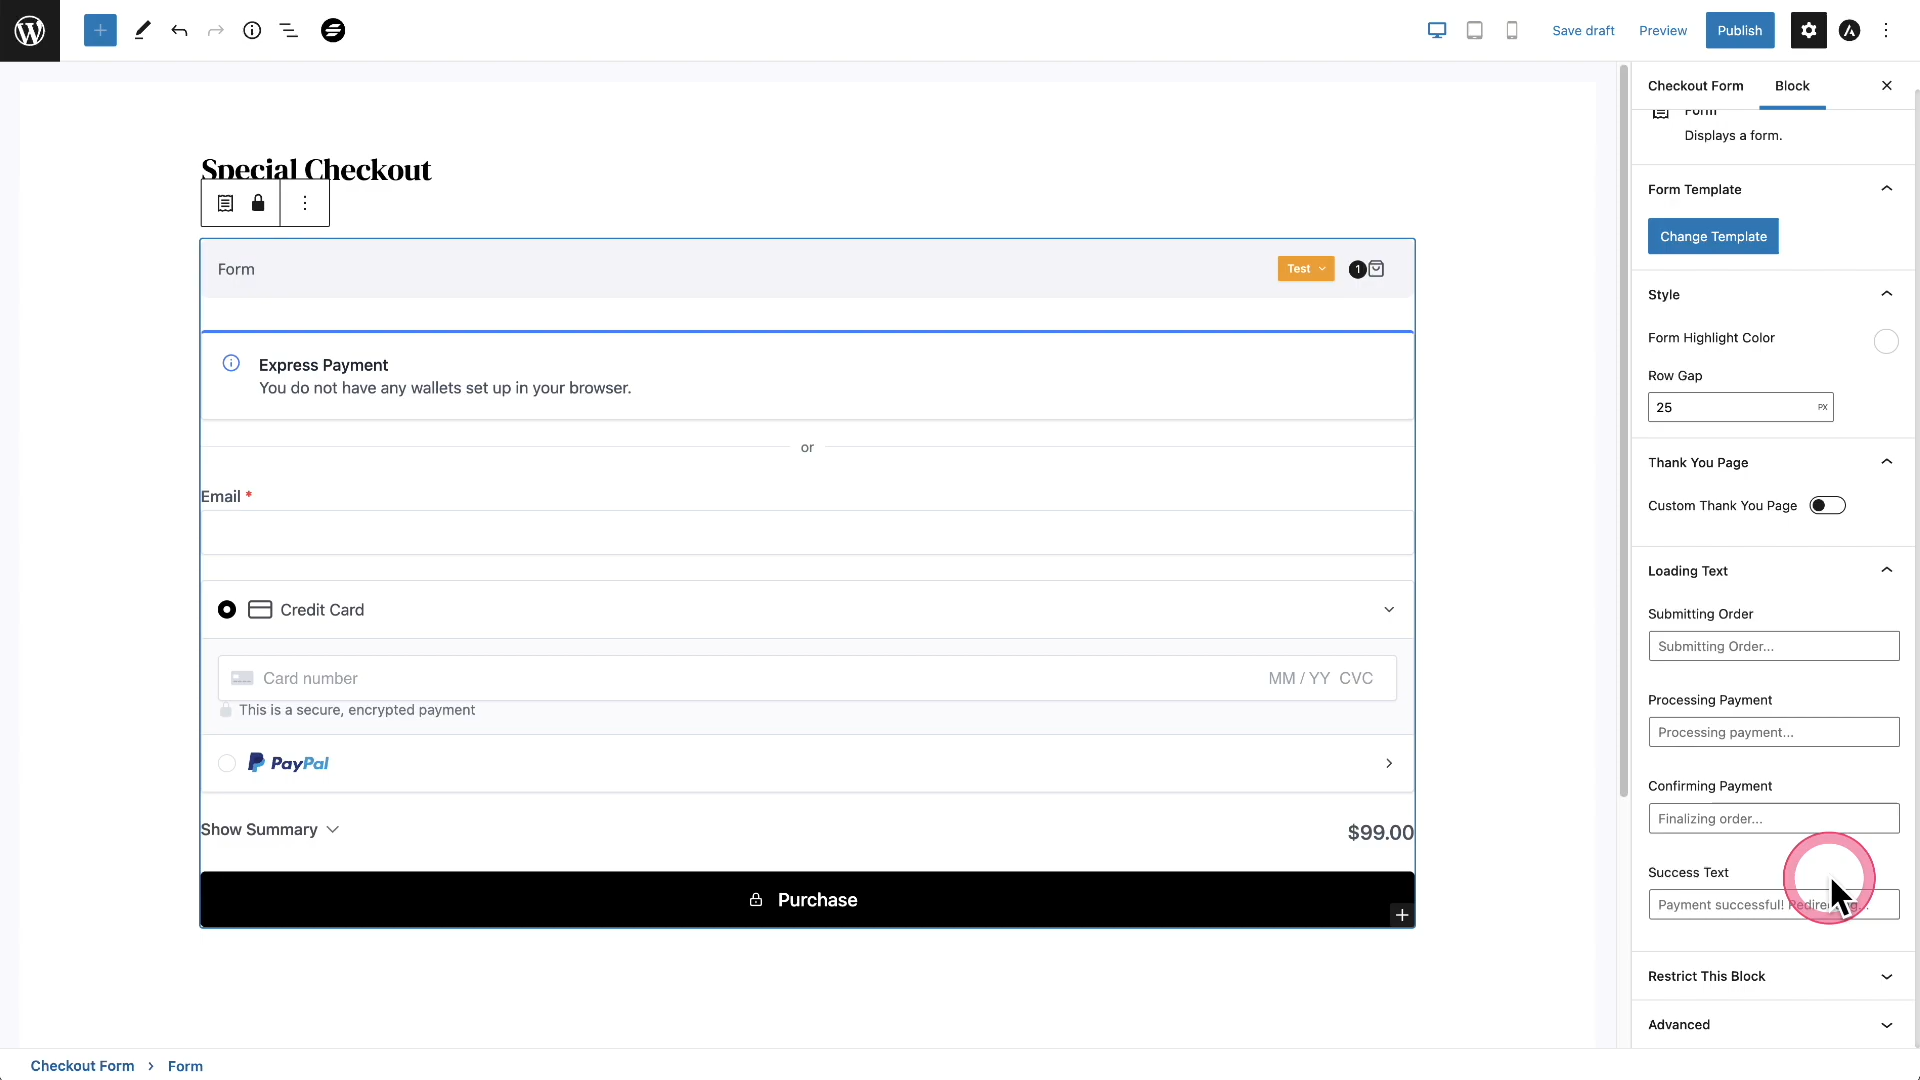 Save draft
Preview
Publish
Special Checkout
Form
Test
1
Express Payment
You do not have any wallets set up in your browser.
or
Email *
Credit Card
Card number
MM / YY CVC
This is a secure, encrypted payment
PayPal
Show Summary
$99.00
Purchase
Checkout Form
Block
Form
Displays a form.
Form Template
Change Template
Style
Form Highlight Color
Row Gap
25
PX
Thank You Page
Custom Thank You Page
Loading Text
Submitting Order
Submitting Order...
Processing Payment
Processing payment...
Confirming Payment
Finalizing order...
Success Text
Payment successful!
Restrict This Block
Advanced
Checkout Form
Form